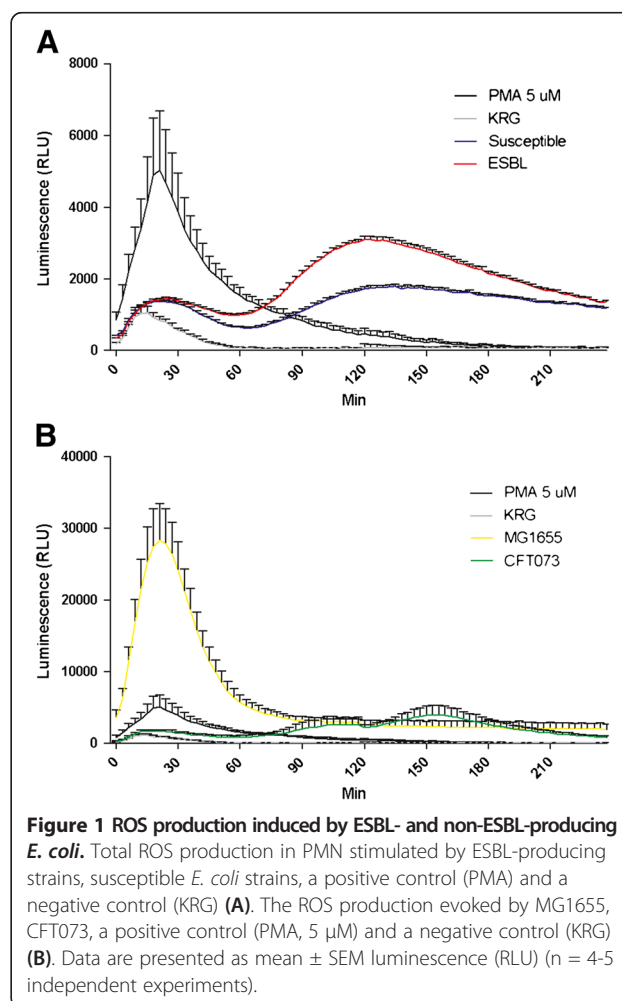 A
8000
6000
4000
2000
0
Luminescence (RLU)
PMA 5 uM
KRG
Susceptible
ESBL
0
30
60
90
120
150
180
210
Min
B
40000
30000
20000
10000
0
Luminescence (RLU)
PMA 5 uM
KRG
MG1655
CFT073
0
30
60
90
120
150
180
210
Min
Figure 1 ROS production induced by ESBL- and non-ESBL-producing
E. coli. Total ROS production in PMN stimulated by ESBL-producing
strains, susceptible E. coli strains, a positive control (PMA) and a
negative control (KRG) (A). The ROS production evoked by MG1655,
CFT073, a positive control (PMA, 5 μM) and a negative control (KRG)
(B). Data are presented as mean ± SEM luminescence (RLU) (n = 4-5
independent experiments).